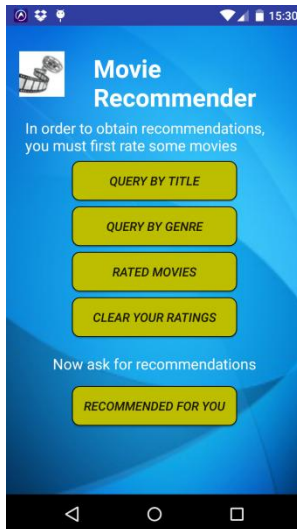 15:30
Movie
Recommender
In order to obtain recommendations,
you must first rate some movies
QUERY BY TITLE
QUERY BY GENRE
RATED MOVIES
CLEAR YOUR RATINGS
Now ask for recommendations
RECOMMENDED FOR YOU